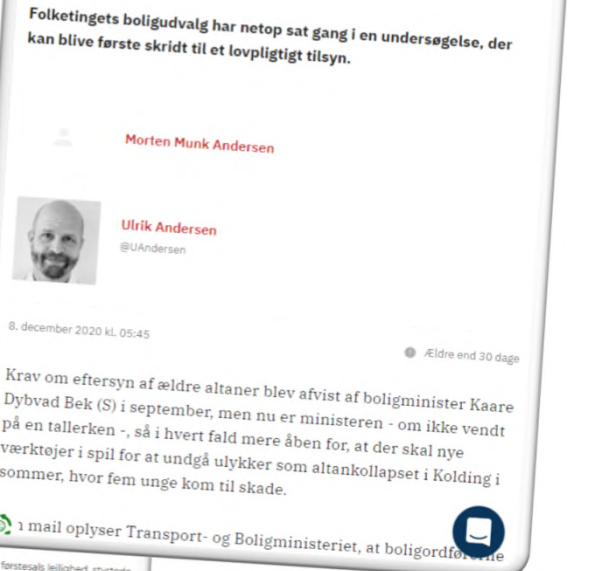 Folketingets boligudvalg har netop sat gang i en undersøgelse, der
kan blive første skridt til et lovpligtigt tilsyn.
Morten Munk Andersen
Ulrik Andersen
@UAndersen
8. december 2020 kl. 05:45
Ældre end 30 dage
Krav om eftersyn af ældre altaner blev afvist af boligminister Kaare
Dybvad Bek (S) i september, men nu er ministeren - om ikke vendt
på en tallerken -, så i hvert fald mere åben for, at der skal nye
værktøjer i spil for at undgå ulykker som altankollapset i Kolding i
sommer, hvor fem unge kom til skade.
mail oplyser Transport- og Boligministeriet, at
lejlighed